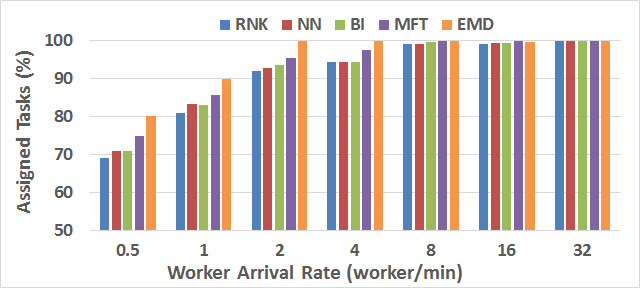 RNK NN BI MFT EMD
100
90
80
70
60
50
Assigned Tasks (%)
0.5 1 2 4 8 16 32
Worker Arrival Rate (worker/min)